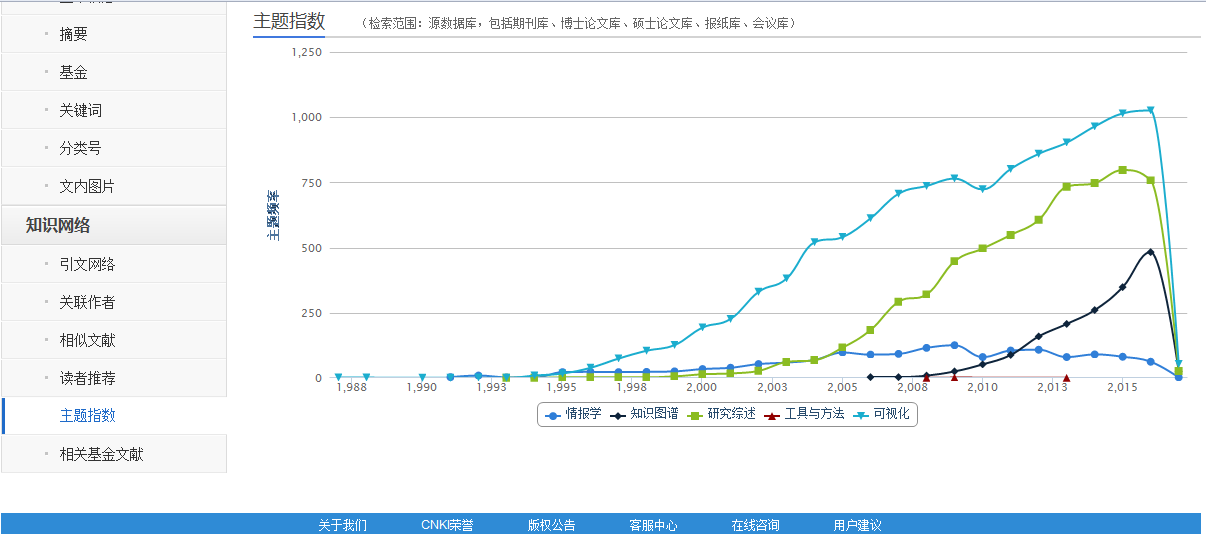 摘要
基金
关键词
分类号
文内图片
知识网络
引文网络
关联作者
相似文献
读者推荐
主题指数
相关基金文献
主题指数 （检索范围：源数据库，包括期刊库、博士论文库、硕士论文库、报纸库、会议库）
1,250
1,000
750
500
250
0
主题频率
1,988 1,990 1,993 1,995 1,998 2,000 2,003 2,005 2,008 2,010 2,013 2,015
情报学 知识图谱 研究综述 工具与方法 可视化
关于我们 CNKI荣誉 版权公告 客服中心 在线咨询 用户建议